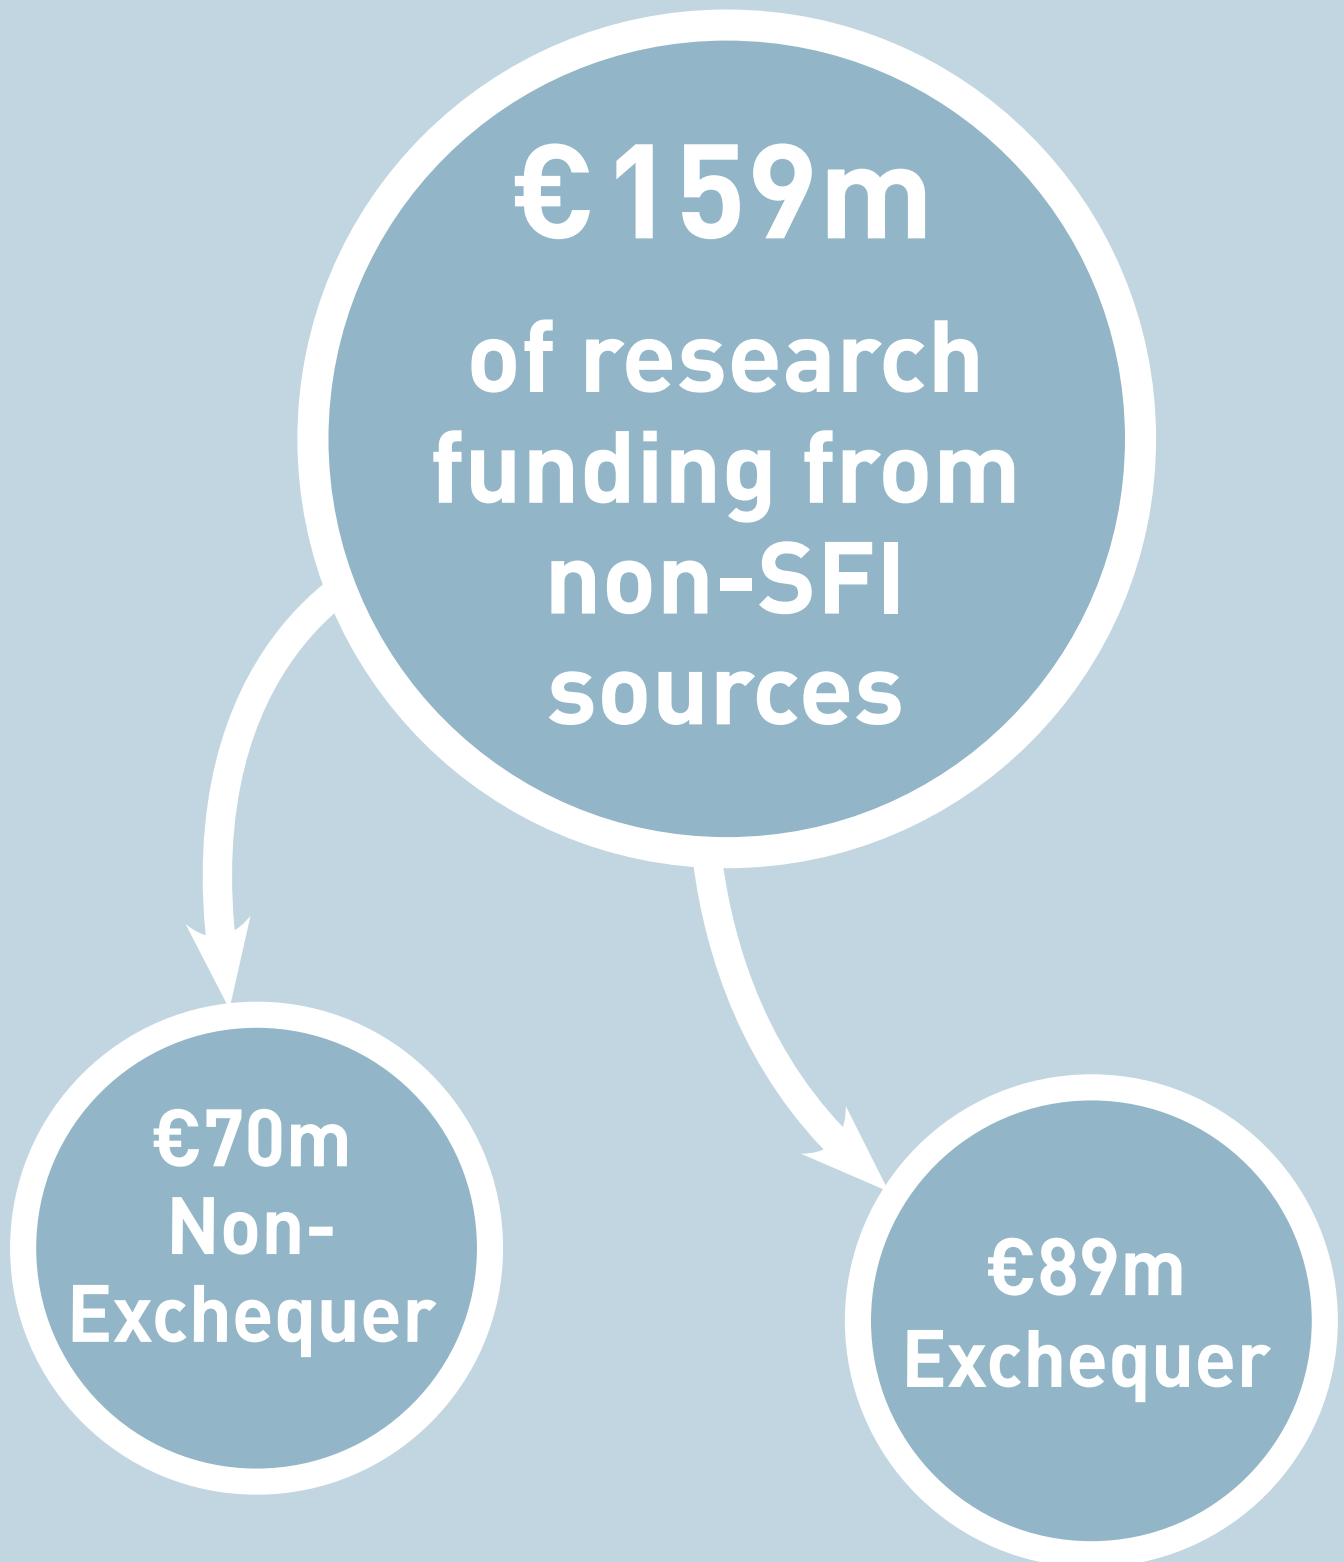 €159m
of research
funding from
non-SFI
sources
€70m
Non-
Exchequer
€89m
Exchequer